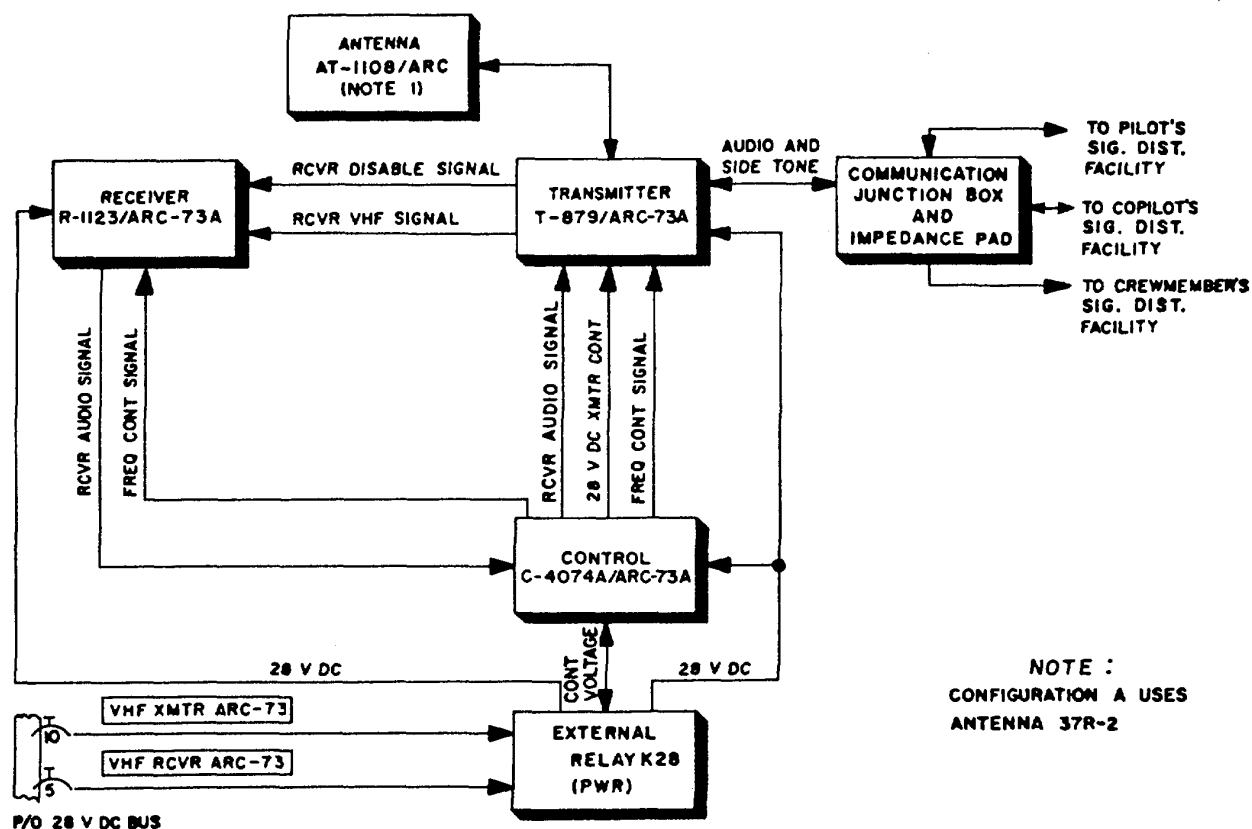 ANTENNA
AT-1108/ARC
(NOTE 1)
RECEIVER
R-1123/ARC-73A
RCVR DISABLE SIGNAL
RCVR VHF SIGNAL
TRANSMITTER
T-879/ARC-73A
AUDIO AND
SIDE TONE
COMMUNICATION
JUNCTION BOX
AND
IMPEDANCE PAD
TO PILOT'S
SIG. DIST.
FACILITY
TO COPILOT'S
SIG. DIST.
FACILITY
TO CREWMEMBER'S
SIG. DIST.
FACILITY
RCVR AUDIO SIGNAL
FREQ CONT SIGNAL
RCVR AUDIO SIGNAL
28 V DC XMTR CONT
FREQ CONT SIGNAL
CONTROL
C-4074A/ARC-73A
28 V DC
CONT
VOLTAGE
28 V DC
VHF XMTR ARC-73
10
VHF RCVR ARC-73
5
P/O 28 V DC BUS
EXTERNAL
RELAY K28
(PWR)
NOTE :
CONFIGURATION A USES
ANTENNA 37R-2